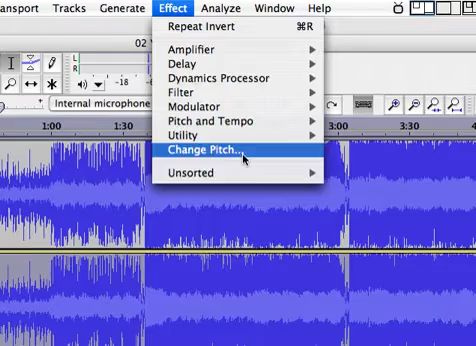 ansport Tracks Generate Effect Analyze Window Help
02
Repeat Invert ⌘R
Amplifier
Delay
Dynamics Processor
Filter
Modulator
Pitch and Tempo
Utility
Change Pitch...
Unsorted
L
R
-18
Internal microphone
1:00 1:30 3:00 3:30